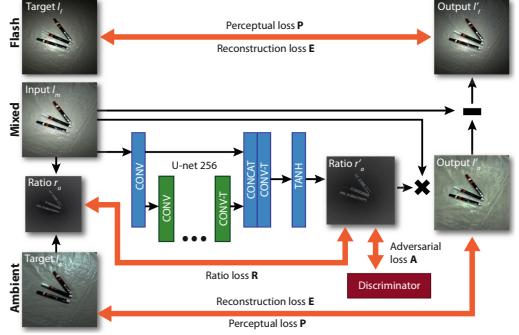 Flash
Target I_f
Perceptual loss P
Reconstruction loss E
Output I'_f
Mixed
Input I_m
U-net 256
CONV
CONV
CONV-T
CONCAT
CONV-T
TANH
Ratio r'_a
Output I'_a
Ratio r_a
Ratio loss R
Adversarial
loss A
Discriminator
Ambient
Target I_a
Reconstruction loss E
Perceptual loss P